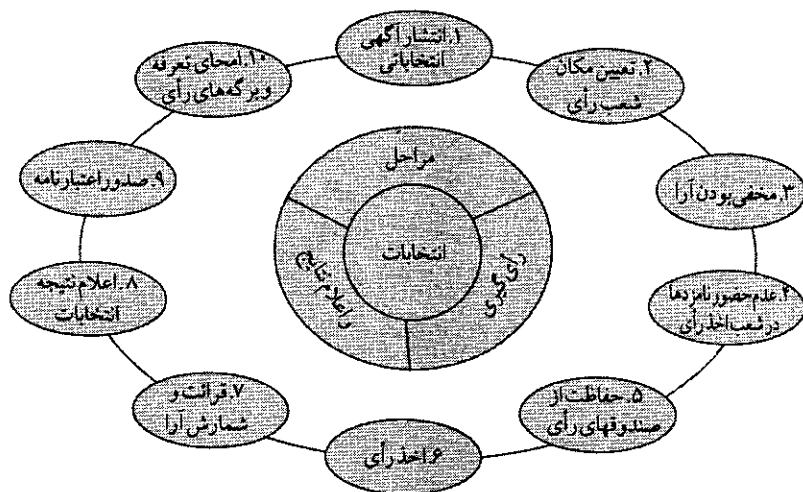 ۱. انتشار آگهی
انتخاباتی
۲. تعیین مکان
شعب رأی
۳. مخفی بودن آرا
۴. عدم حضور نامزدها
در شعب اخذ رأی
۵. حفاظت از
صندوقهای رأی
۶. اخذ رأی
۷. قرائت و
شمارش آرا
۸. اعلام نتیجه
انتخابات
۹. صدور اعتبارنامه
۱۰. امحای تعرفه
و برگه‌های رأی
مراحل
رأی گیری
و اعلام نتایج
انتخابات